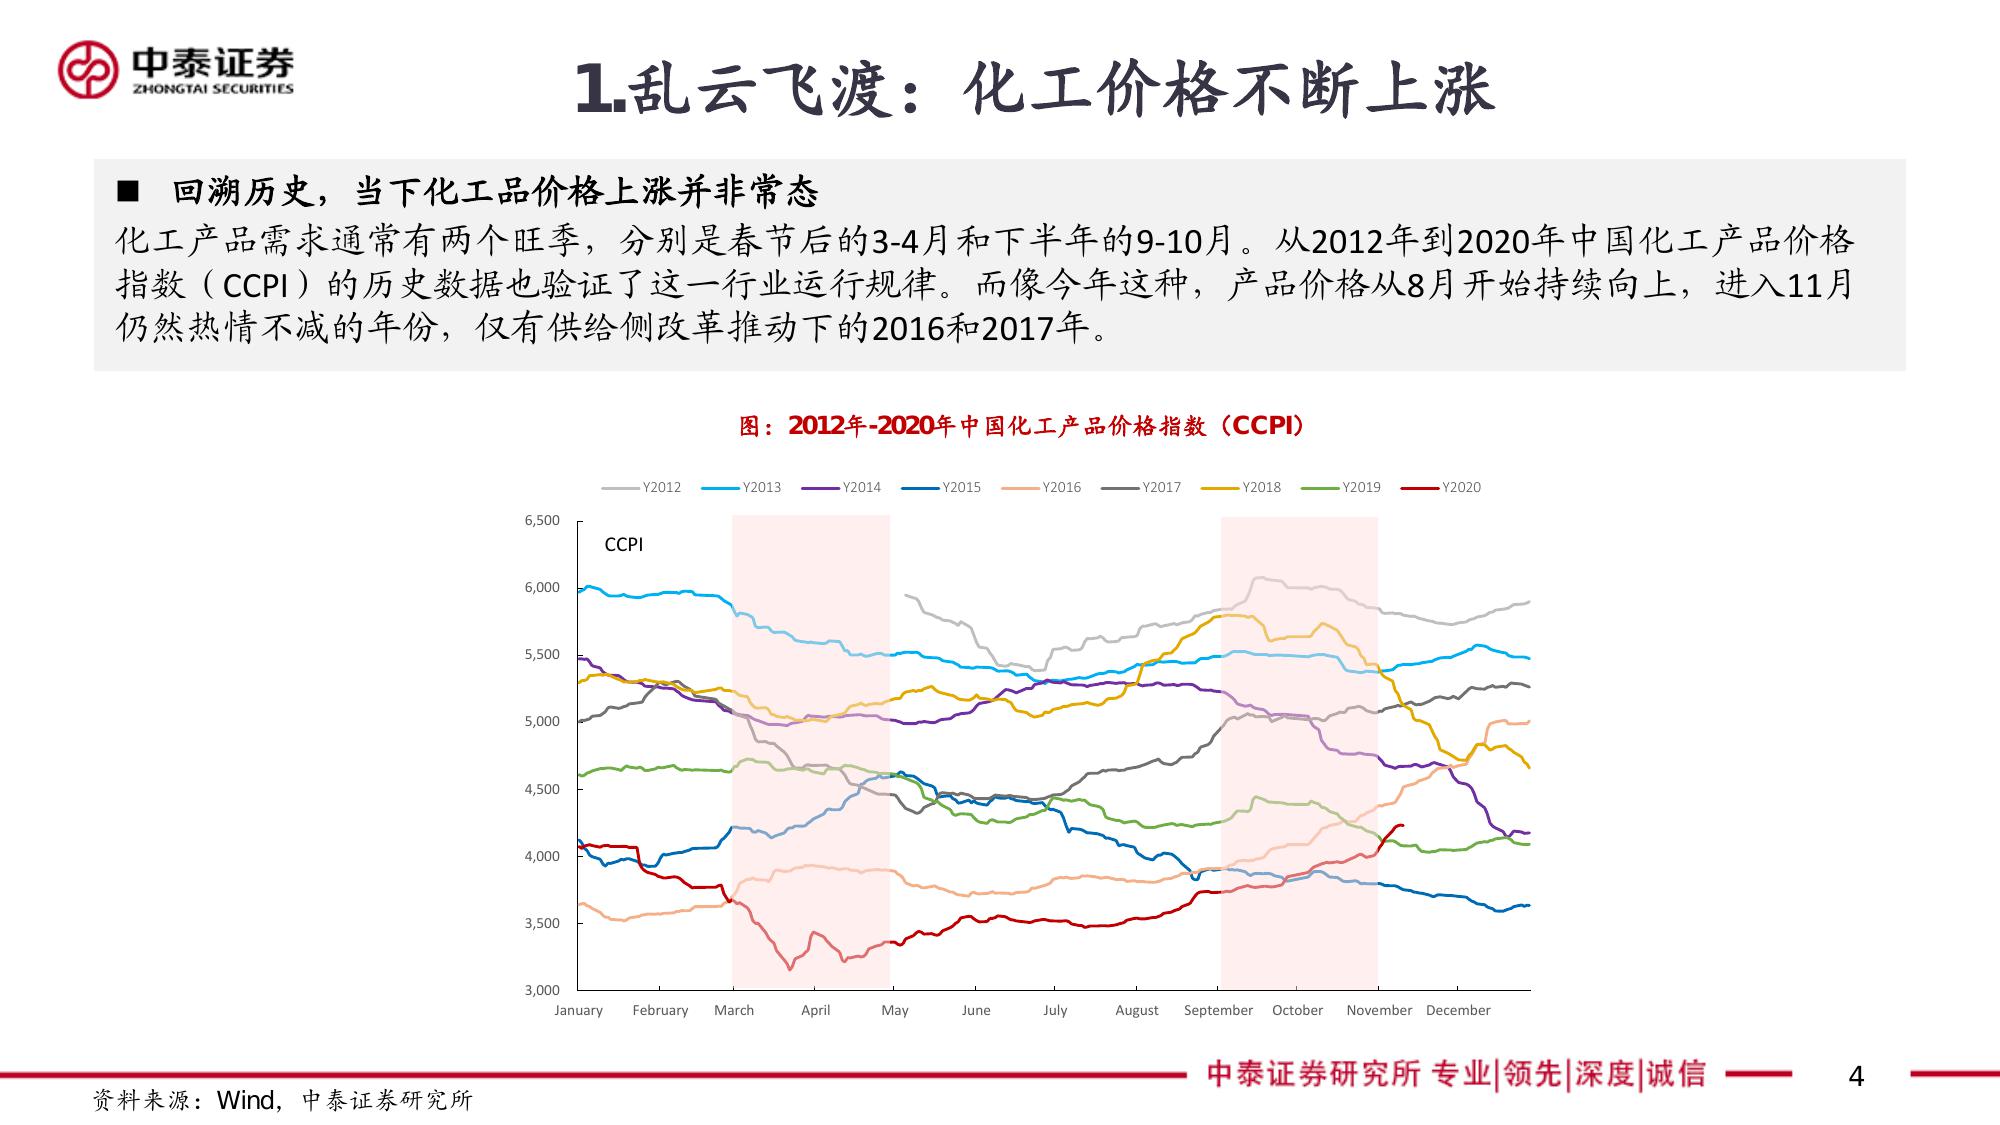 中泰证券
ZHONGTAI SECURITIES
1.乱云飞渡：化工价格不断上涨
■ 回溯历史，当下化工品价格上涨并非常态
化工产品需求通常有两个旺季，分别是春节后的3-4月和下半年的9-10月。从2012年到2020年中国化工产品价格
指数（CCPI）的历史数据也验证了这一行业运行规律。而像今年这种，产品价格从8月开始持续向上，进入11月
仍然热情不减的年份，仅有供给侧改革推动下的2016和2017年。
图：2012年-2020年中国化工产品价格指数（CCPI）
Y2012 Y2013 Y2014 Y2015 Y2016 Y2017 Y2018 Y2019 Y2020
CCPI
6,500
6,000
5,500
5,000
4,500
4,000
3,500
3,000
January February March April May June July August September October November December
中泰证券研究所 专业|领先|深度|诚信
4
资料来源：Wind，中泰证券研究所